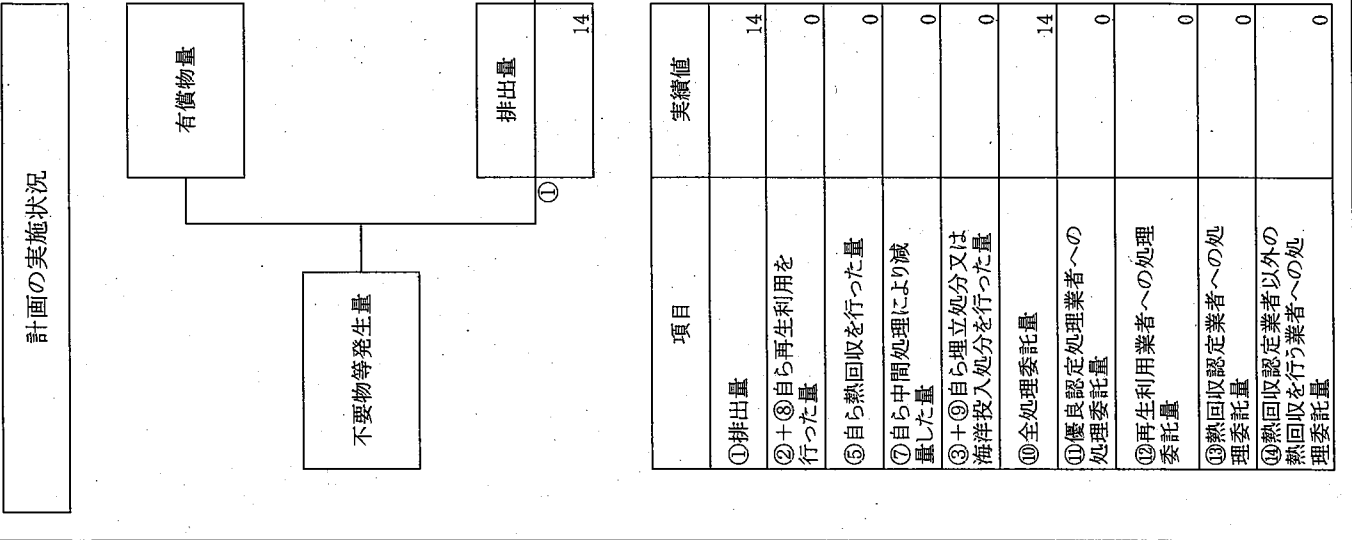 計画の実施状況
有償物量
不要物等発生量
①
排出量
14
項目
実績値
①排出量
14
②+⑧自ら再生利用を
行った量
0
⑤自ら熱回収を行った量
0
⑦自ら中間処理により減
量した量
0
③+⑨自ら埋立処分又は
海洋投入処分を行った量
0
⑩全処理委託量
14
⑪優良認定処理業者への
処理委託量
0
⑫再生利用業者への処理
委託量
0
⑬熱回収認定業者への処
理委託量
0
⑭熱回収認定業者以外の
熱回収を行う業者への処
理委託量
0